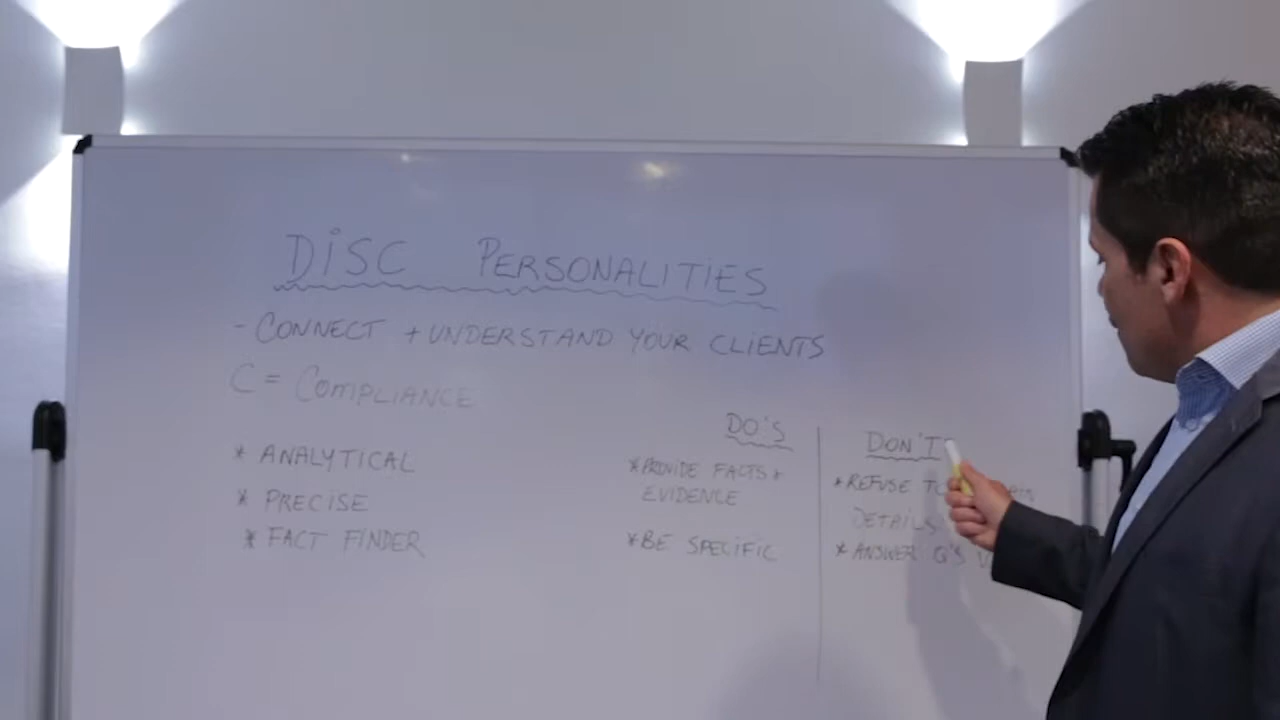 DiSC PERSONALITIES
- CONNECT + UNDERSTAND YOUR CLIENTS
C = COMPLIANCE
* ANALYTICAL
* PRECISE
* FACT FINDER
DO'S
* PROVIDE FACTS +
EVIDENCE
* BE SPECIFIC
DON'T
* REFUSE TO
DETAILS
* ANSWER Q'S